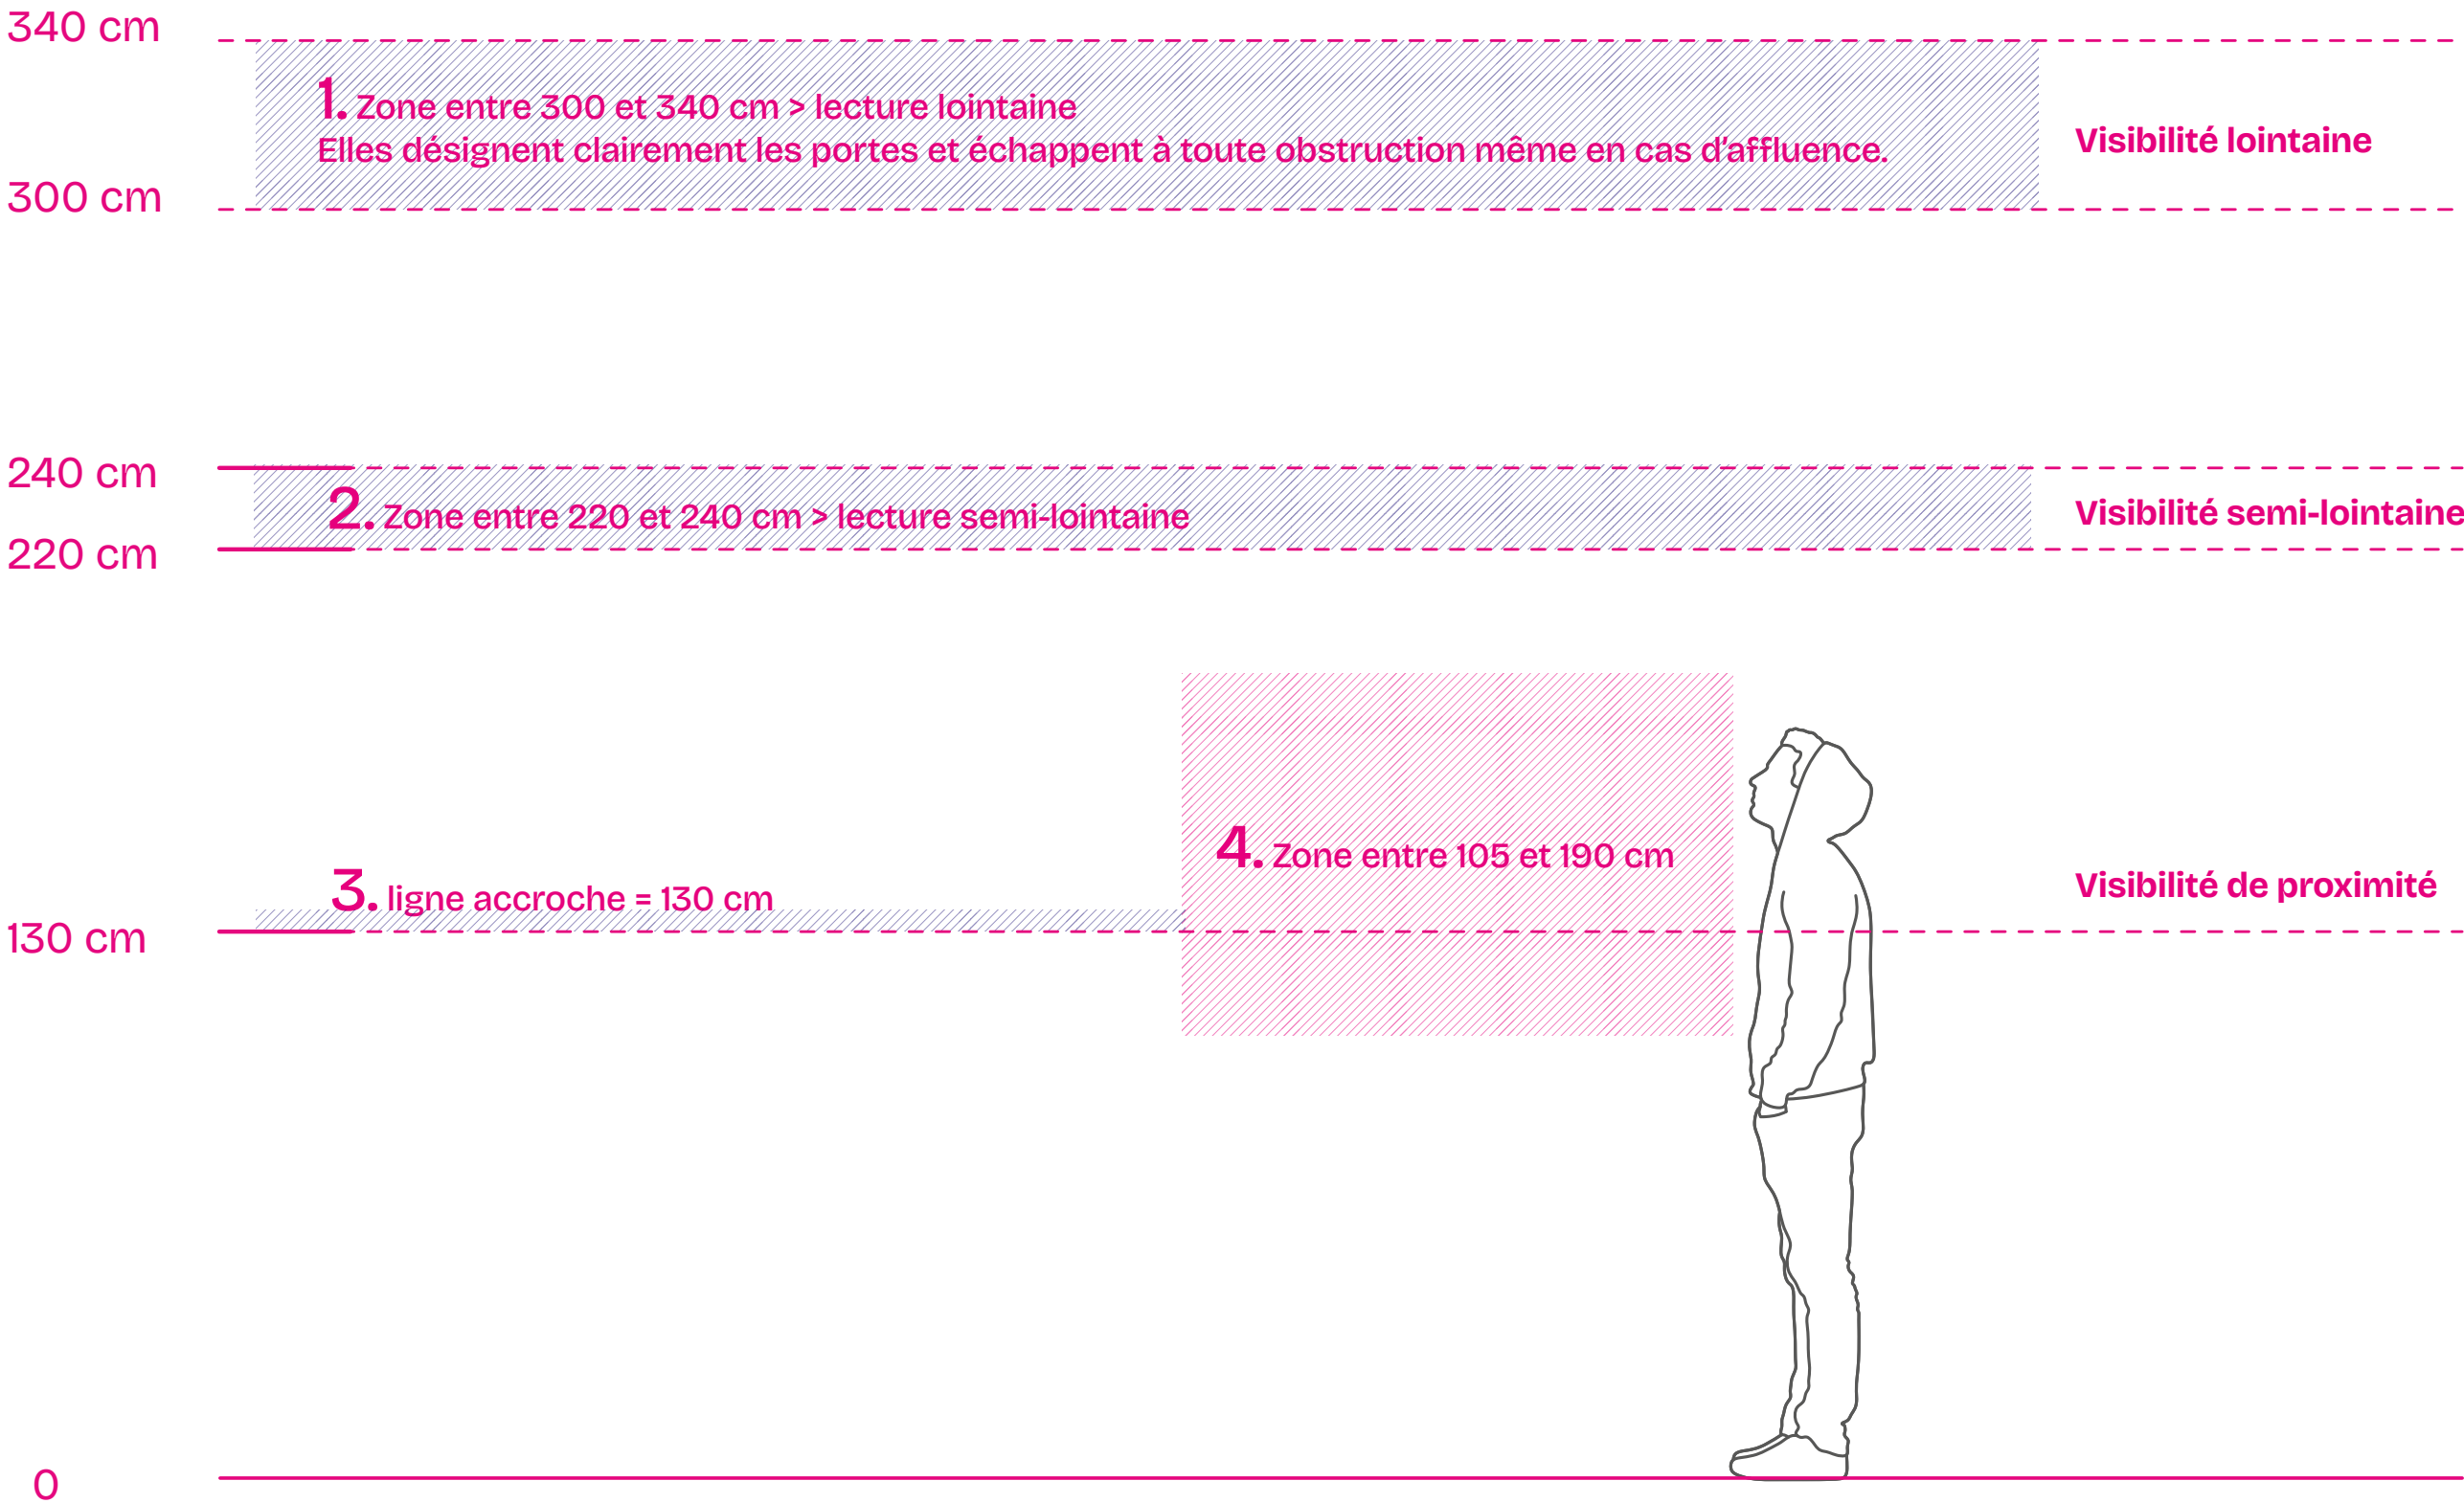 340 cm
1. Zone entre 300 et 340 cm > lecture lointaine
Elles désignent clairement les portes et échappent à toute obstruction même en cas d'affluence.
Visibilité lointaine
300 cm
240 cm
2. Zone entre 220 et 240 cm > lecture semi-lointaine
Visibilité semi-lointaine
220 cm
4. Zone entre 105 et 190 cm
3. ligne accroche = 130 cm
Visibilité de proximité
130 cm
0